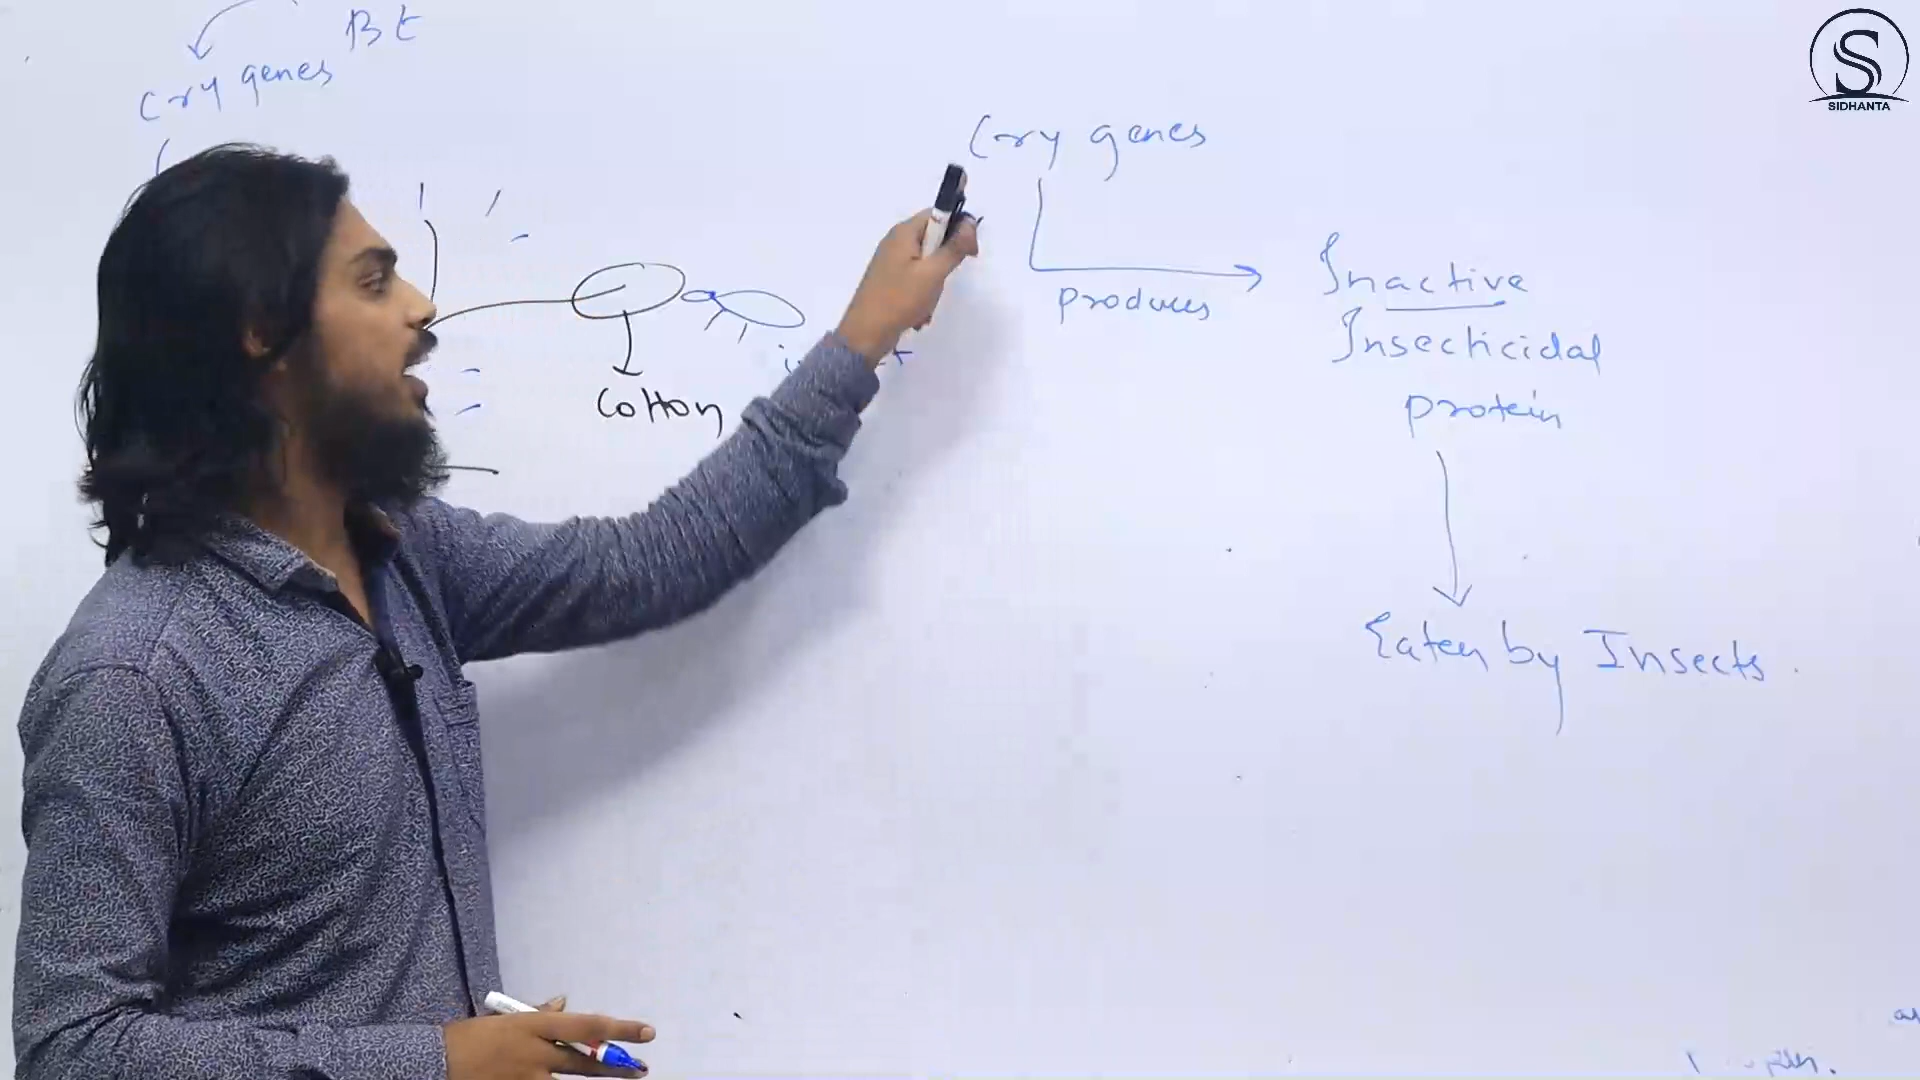 Bt
Cry genes
Cotton
Cry genes
produces
Inactive
Insecticidal
protein
Eaten by Insects.
SIDHANTA